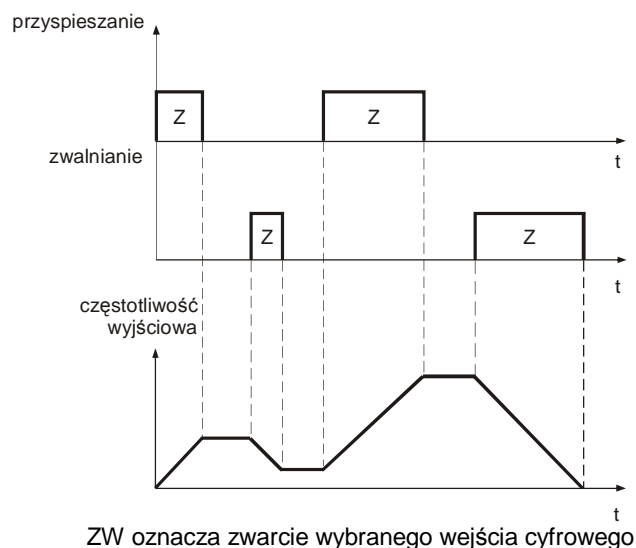 przyspieszanie
Z
Z
zwalnianie
t
Z
Z
t
częstotliwość
wyjściowa
t
ZW oznacza zwarcie wybranego wejścia cyfrowego